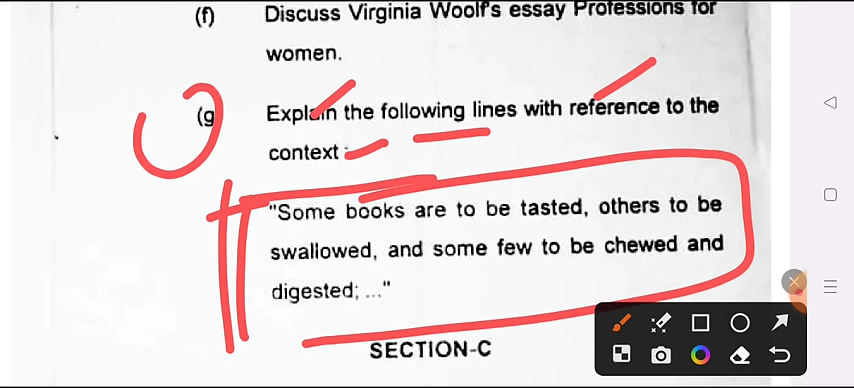 (f) Discuss Virginia Woolf's essay Professions for
women.
(g Explain the following lines with reference to the
context :
"Some books are to be tasted, others to be
swallowed, and some few to be chewed and
digested; ..."
SECTION-C